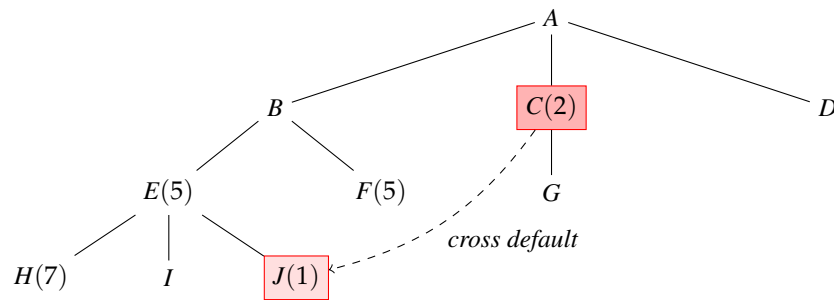 A
B C(2) D
E(5) F(5) G
cross default
H(7) I J(1)